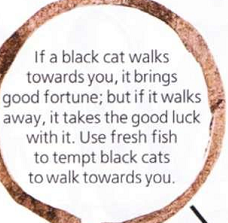 If a black cat walks
towards you, it brings
good fortune; but if it walks
away, it takes the good luck
with it. Use fresh fish
to tempt black cats
to walk towards you.